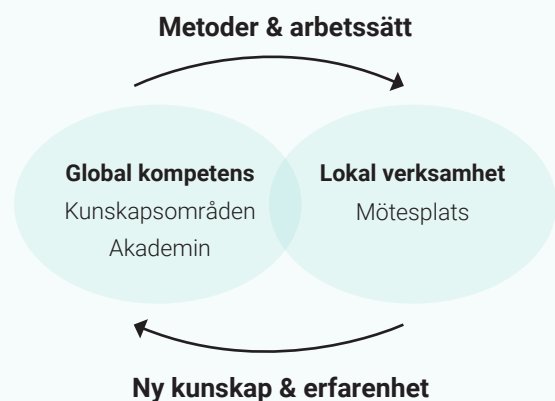 Metoder & arbetssätt
Global kompetens
Kunskapsområden
Akademin
Lokal verksamhet
Mötesplats
Ny kunskap & erfarenhet